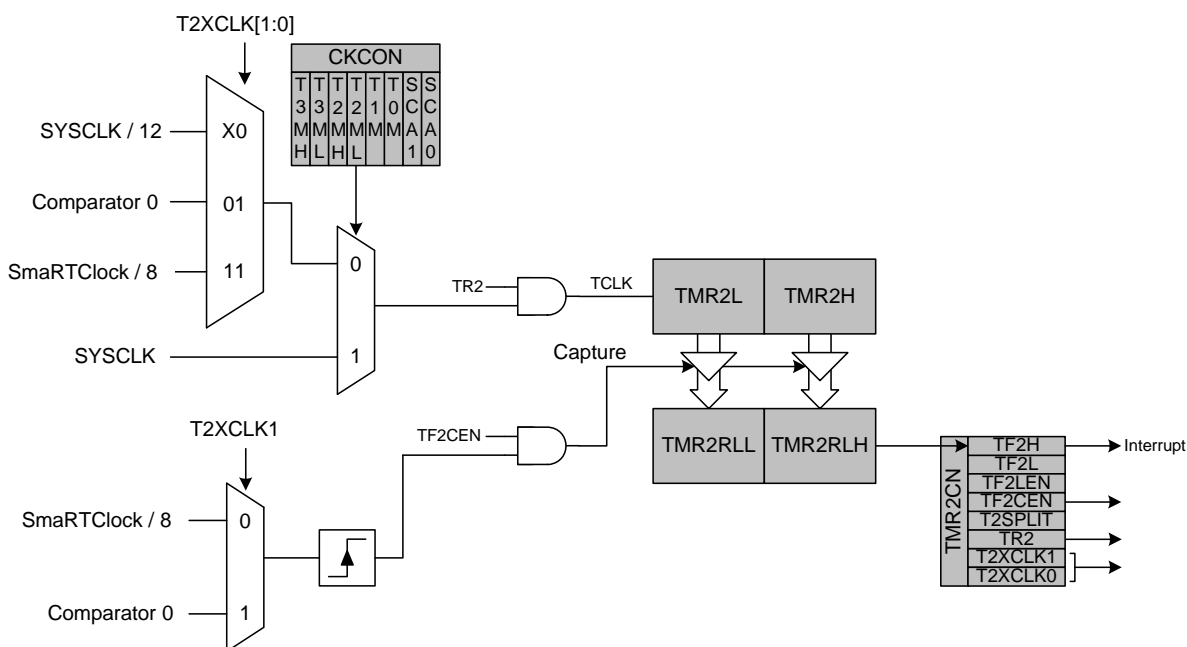 T2XCLK[1:0]
CKCON
T3MH
T3ML
T2MH
T2ML
T1M
T0M
SCA1
SCA0
SYSCLK / 12
X0
Comparator 0
01
SmaRTClock / 8
11
0
SYSCLK
1
TR2
TCLK
TMR2L
TMR2H
Capture
T2XCLK1
TF2CEN
TMR2RLL
TMR2RLH
SmaRTClock / 8
0
Comparator 0
1
TMR2CN
TF2H
Interrupt
TF2L
TF2LEN
TF2CEN
T2SPLIT
TR2
T2XCLK1
T2XCLK0